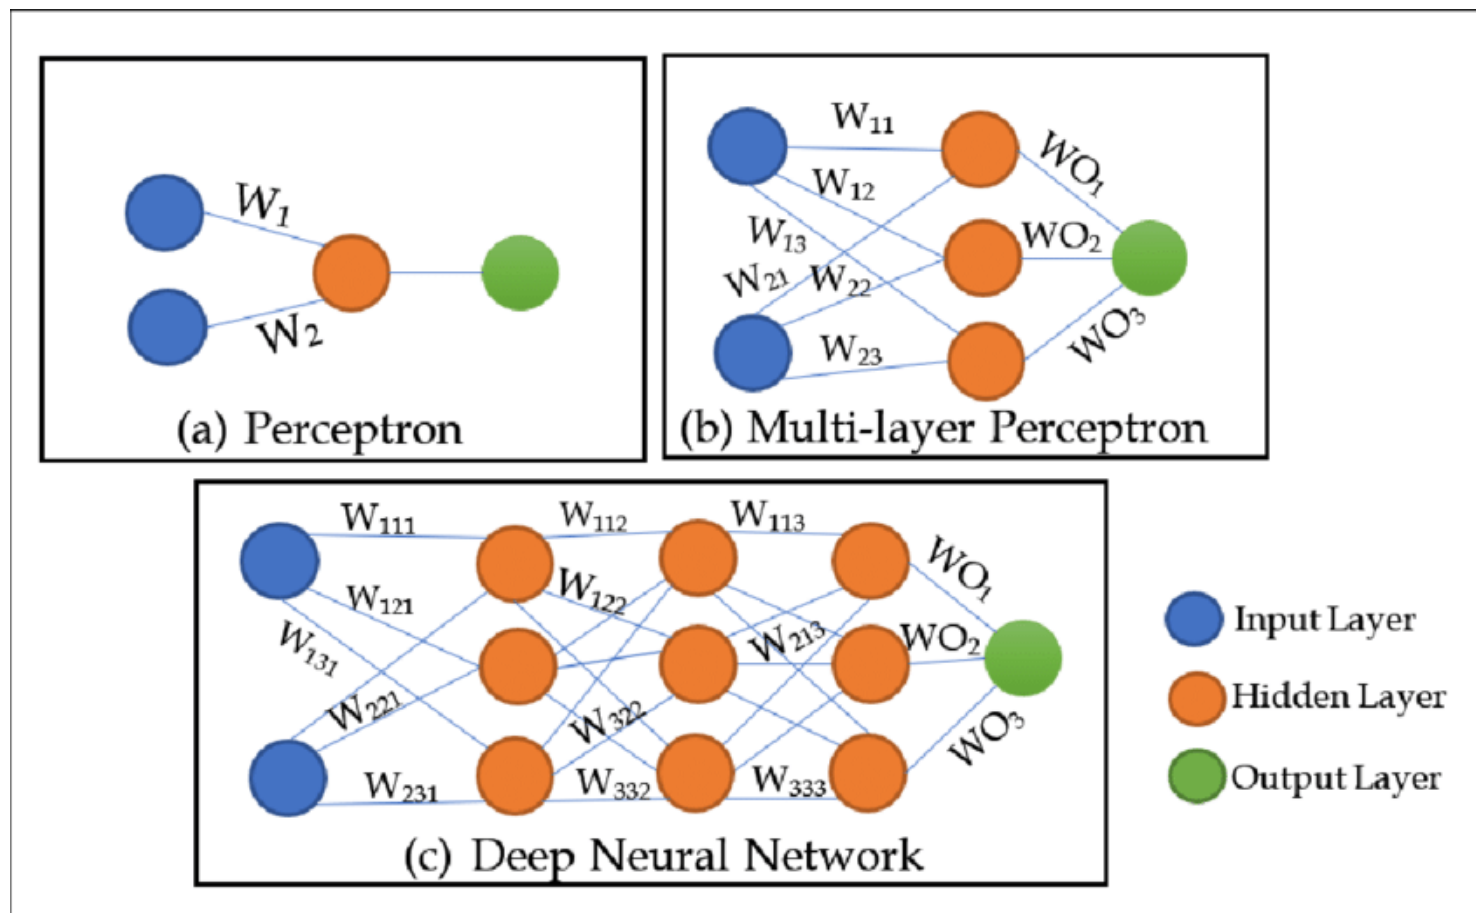 W₁
W₂
(a) Perceptron
W₁₁
W₁₂
W₁₃
W₂₁
W₂₂
W₂₃
WO₁
WO₂
WO₃
(b) Multi-layer Perceptron
W₁₁₁
W₁₁₂
W₁₁₃
W₁₂₁
W₁₂₂
W₁₃₁
W₂₁₃
W₂₂₁
W₃₂₂
W₂₃₁
W₃₃₂
W₃₃₃
WO₁
WO₂
WO₃
(c) Deep Neural Network
Input Layer
Hidden Layer
Output Layer